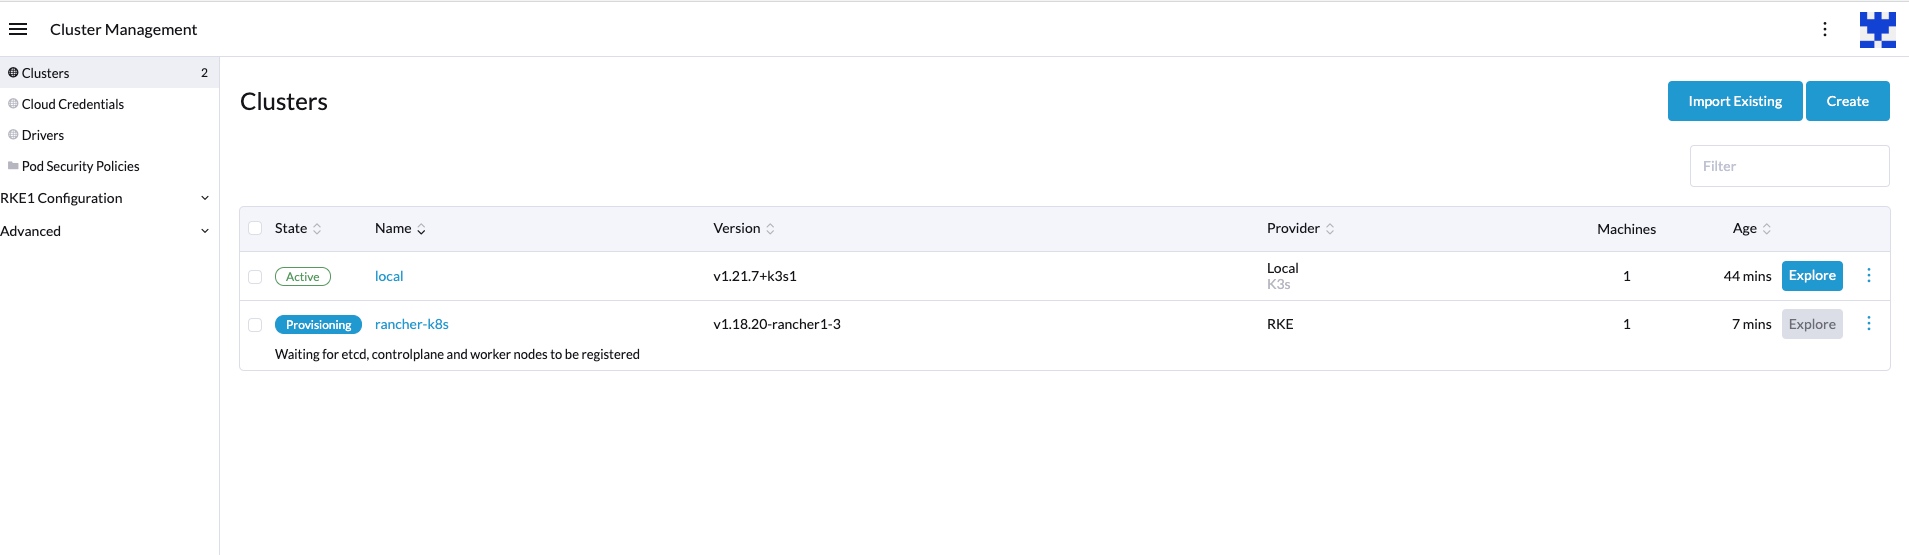 Cluster Management
Clusters 2
Cloud Credentials
Drivers
Pod Security Policies
RKE1 Configuration
Advanced
Clusters
Import Existing Create
Filter
State Name Version Provider Machines Age
Active local v1.21.7+k3s1 Local K3s 1 44 mins Explore
Provisioning rancher-k8s v1.18.20-rancher1-3 RKE 1 7 mins Explore
Waiting for etcd, controlplane and worker nodes to be registered